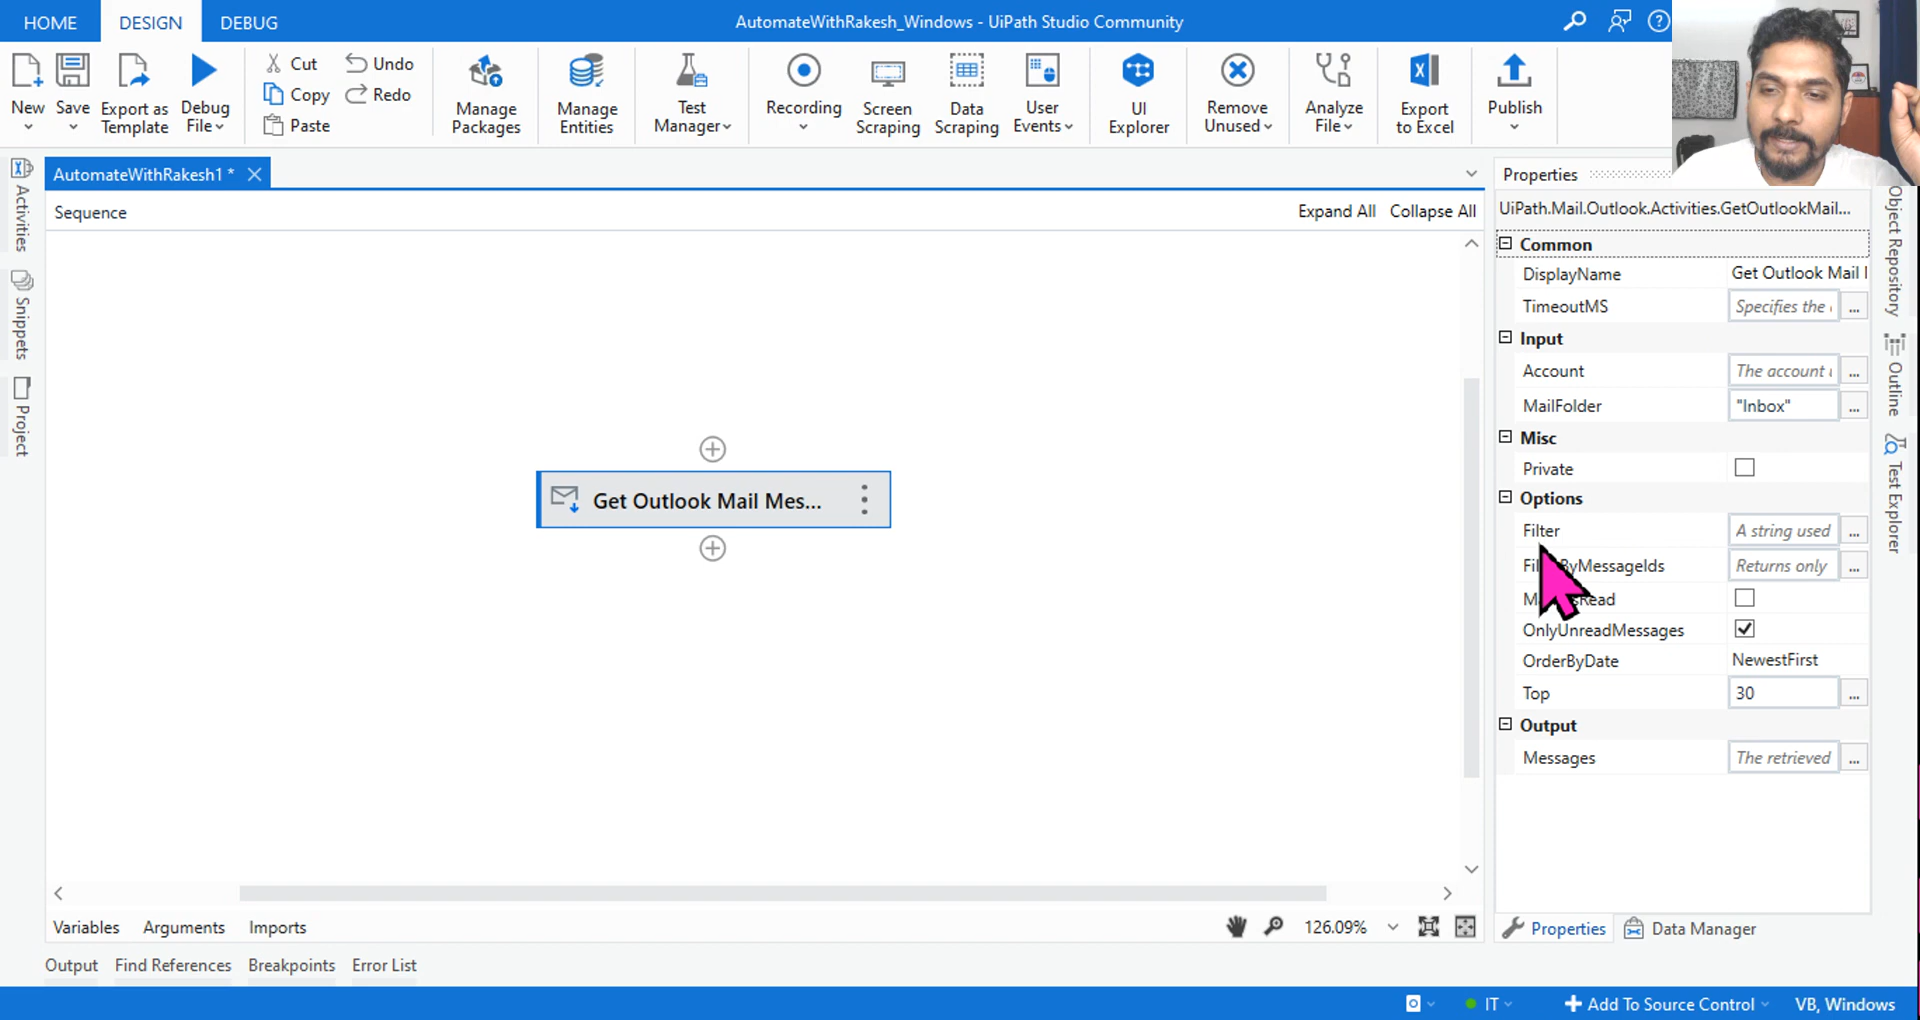 HOME DESIGN DEBUG AutomateWithRakesh_Windows - UiPath Studio Community
New Save Export as Template Debug File
Cut Copy Paste
Undo Redo
Manage Packages
Manage Entities
Test Manager
Recording
Screen Scraping
Data Scraping
User Events
UI Explorer
Remove Unused
Analyze File
Export to Excel
Publish
Activities
Snippets
Project
AutomateWithRakesh1 *
Sequence Expand All Collapse All
Get Outlook Mail Mes...
Properties
UiPath.Mail.Outlook.Activities.GetOutlookMail...
Common
DisplayName Get Outlook Mail
TimeoutMS Specifies the
Input
Account The account
MailFolder "Inbox"
Misc
Private
Options
Filter A string used
ByMessageIds Returns only
Read
OnlyUnreadMessages
OrderByDate NewestFirst
Top 30
Output
Messages The retrieved
Object Repository
Outline
Test Explorer
Variables Arguments Imports 126.09%
Properties Data Manager
Output Find References Breakpoints Error List
IT Add To Source Control VB, Windows